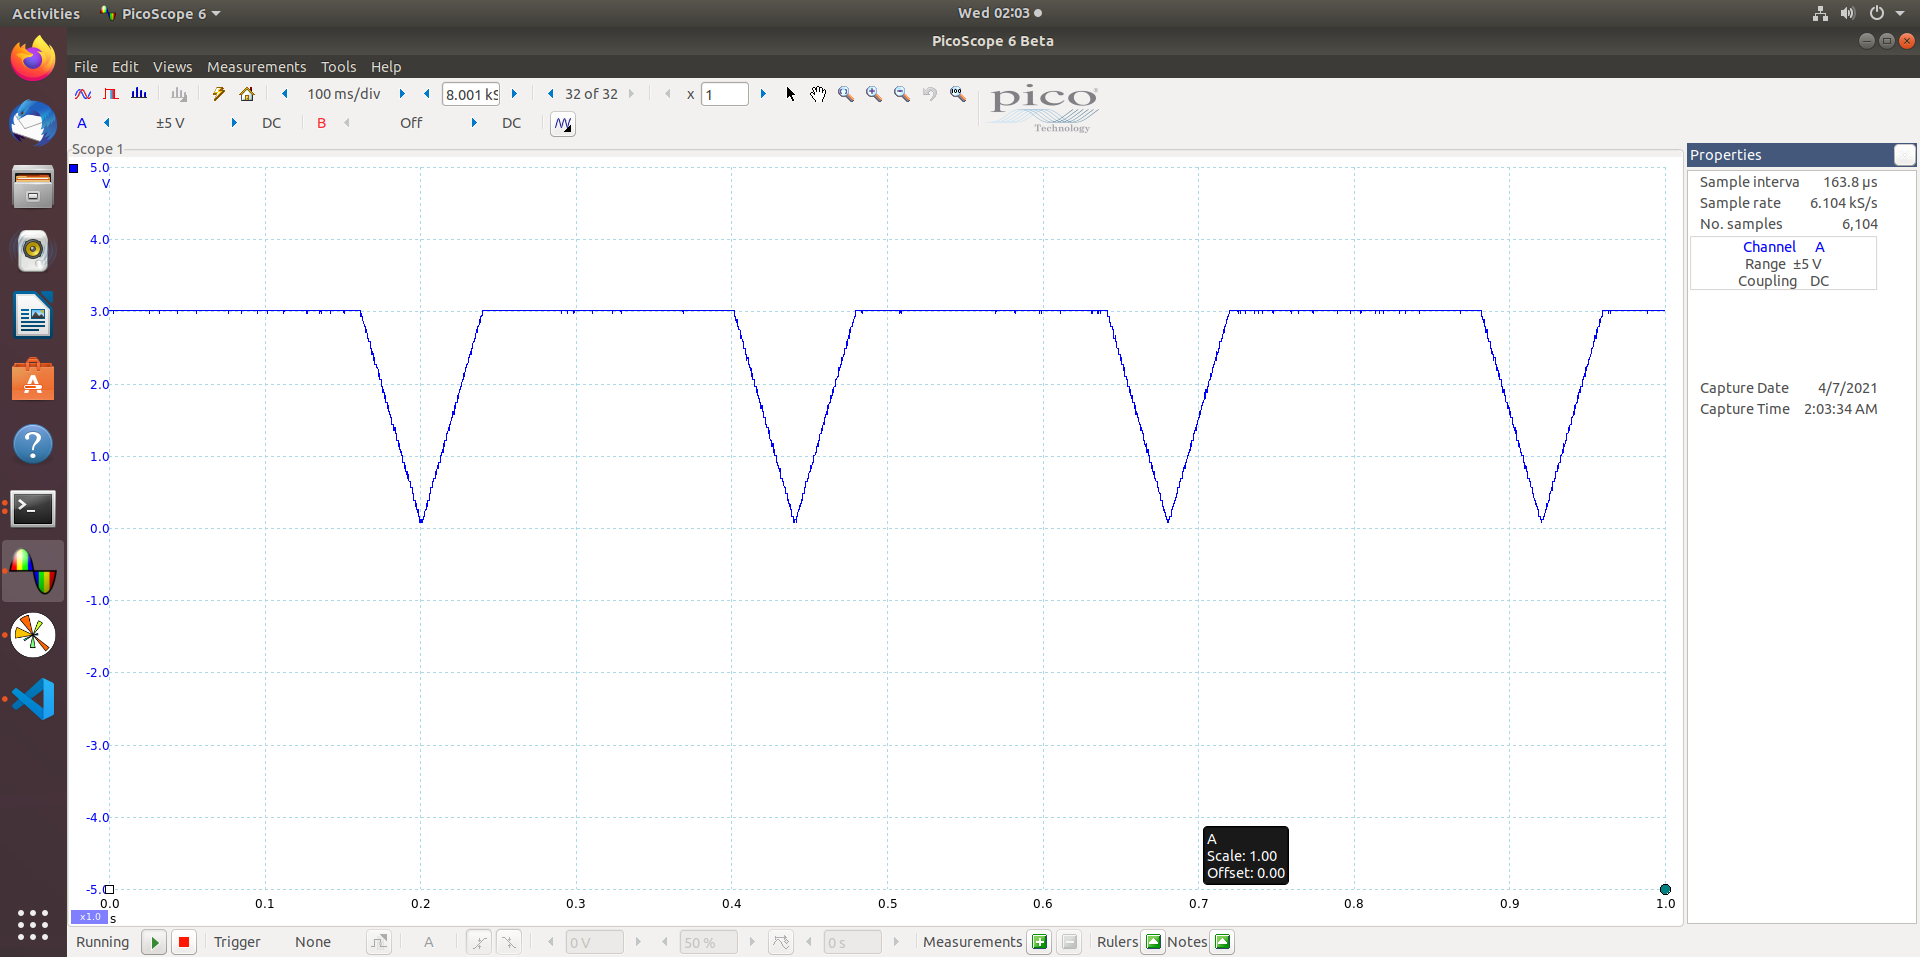 Activities PicoScope 6 Wed 02:03
PicoScope 6 Beta
File Edit Views Measurements Tools Help
100 ms/div 8.001 kS 32 of 32 x 1
pico
Technology
A ±5 V DC B Off DC
Scope 1
5.0
V
4.0
3.0
2.0
1.0
0.0
-1.0
-2.0
-3.0
-4.0
-5.0
0.0 0.1 0.2 0.3 0.4 0.5 0.6 0.7 0.8 0.9 1.0
x1.0 s
A
Scale: 1.00
Offset: 0.00
Properties
Sample interva 163.8 µs
Sample rate 6.104 kS/s
No. samples 6,104
Channel A
Range ±5 V
Coupling DC
Capture Date 4/7/2021
Capture Time 2:03:34 AM
Running Trigger None A 0 V 50 % 0 s Measurements Rulers Notes